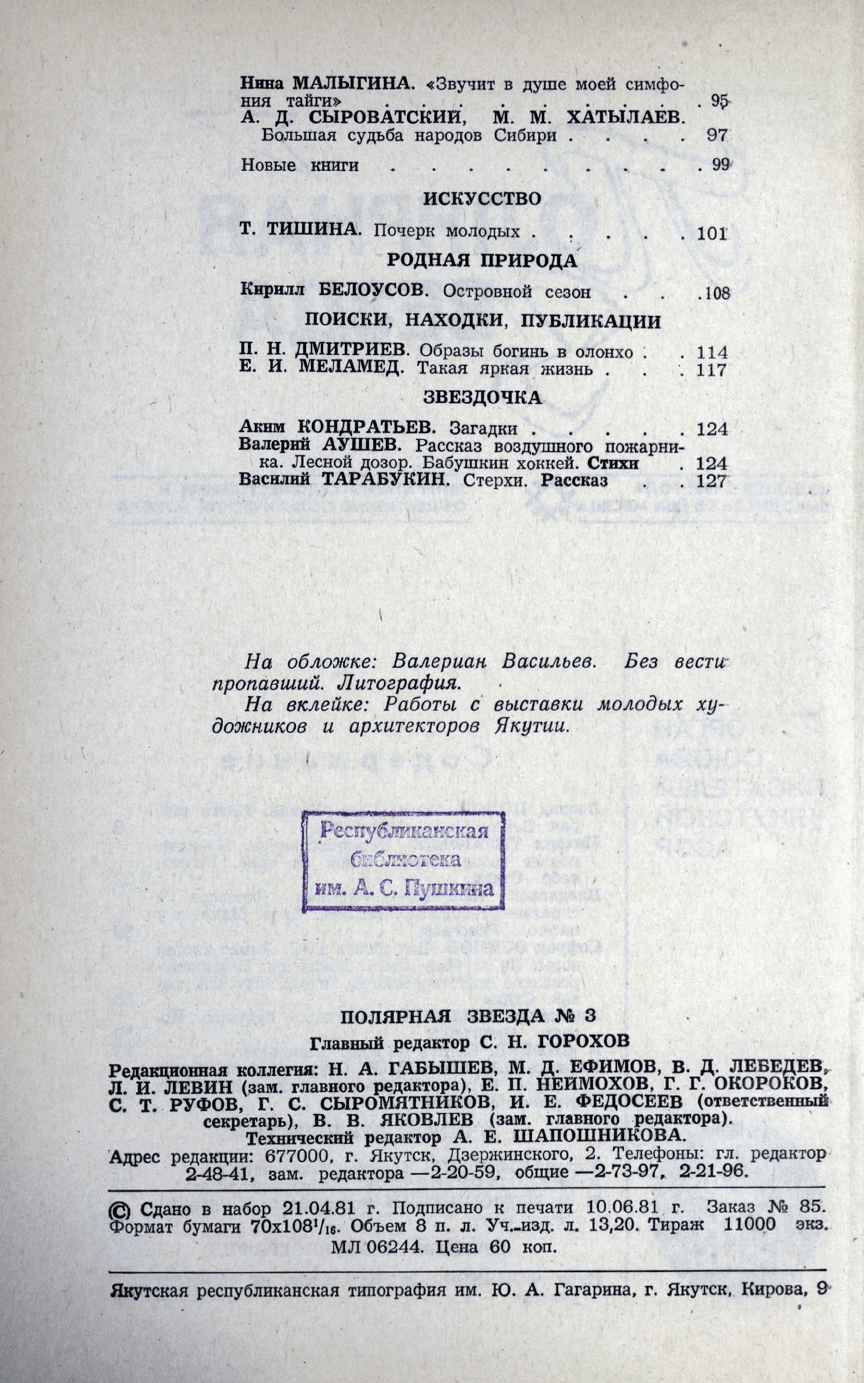 Нина МАЛЫГИНА. «Звучит в душе моей симфо-
ния тайги» . . . . . . . . . 95
А. Д. СЫРОВАТСКИЙ, М. М. ХАТЫЛАЕВ.
Большая судьба народов Сибири . . . . 97
Новые книги . . . . . . . . . 99
ИСКУССТВО
Т. ТИШИНА. Почерк молодых . . . . . 101
РОДНАЯ ПРИРОДА
Кирилл БЕЛОУСОВ. Островной сезон . . . 108
ПОИСКИ, НАХОДКИ, ПУБЛИКАЦИИ
П. Н. ДМИТРИЕВ. Образы богинь в олонхо . . 114
Е. И. МЕЛАМЕД. Такая яркая жизнь . . . 117
ЗВЕЗДОЧКА
Аким КОНДРАТЬЕВ. Загадки . . . . . 124
Валерий АУШЕВ. Рассказ воздушного пожарни-
ка. Лесной дозор. Бабушкин хоккей. Стихи . 124
Василий ТАРАБУКИН. Стерхи. Рассказ . . 127
На обложке: Валериан Васильев. Без вести
пропавший. Литография.
На вклейке: Работы с выставки молодых ху-
дожников и архитекторов Якутии.
Республиканская
библиотека
им. А. С. Пушкина
ПОЛЯРНАЯ ЗВЕЗДА № 3
Главный редактор С. Н. ГОРОХОВ
Редакционная коллегия: Н. А. ГАБЫШЕВ, М. Д. ЕФИМОВ, В. Д. ЛЕБЕДЕВ,
Л. И. ЛЕВИН (зам. главного редактора), Е. П. НЕЙМОХОВ, Г. Г. ОКОРОКОВ,
С. Т. РУФОВ, Г. С. СЫРОМЯТНИКОВ, И. Е. ФЕДОСЕЕВ (ответственный
секретарь), В. В. ЯКОВЛЕВ (зам. главного редактора).
Технический редактор А. Е. ШАПОШНИКОВА.
Адрес редакции: 677000, г. Якутск, Дзержинского, 2. Телефоны: гл. редактор
2-48-41, зам. редактора —2-20-59, общие —2-73-97, 2-21-96.
© Сдано в набор 21.04.81 г. Подписано к печати 10.06.81 г. Заказ № 85.
Формат бумаги 70х108¹/₁₆. Объем 8 п. л. Уч.-изд. л. 13,20. Тираж 11000 экз.
МЛ 06244. Цена 60 коп.
Якутская республиканская типография им. Ю. А. Гагарина, г. Якутск, Кирова, 9